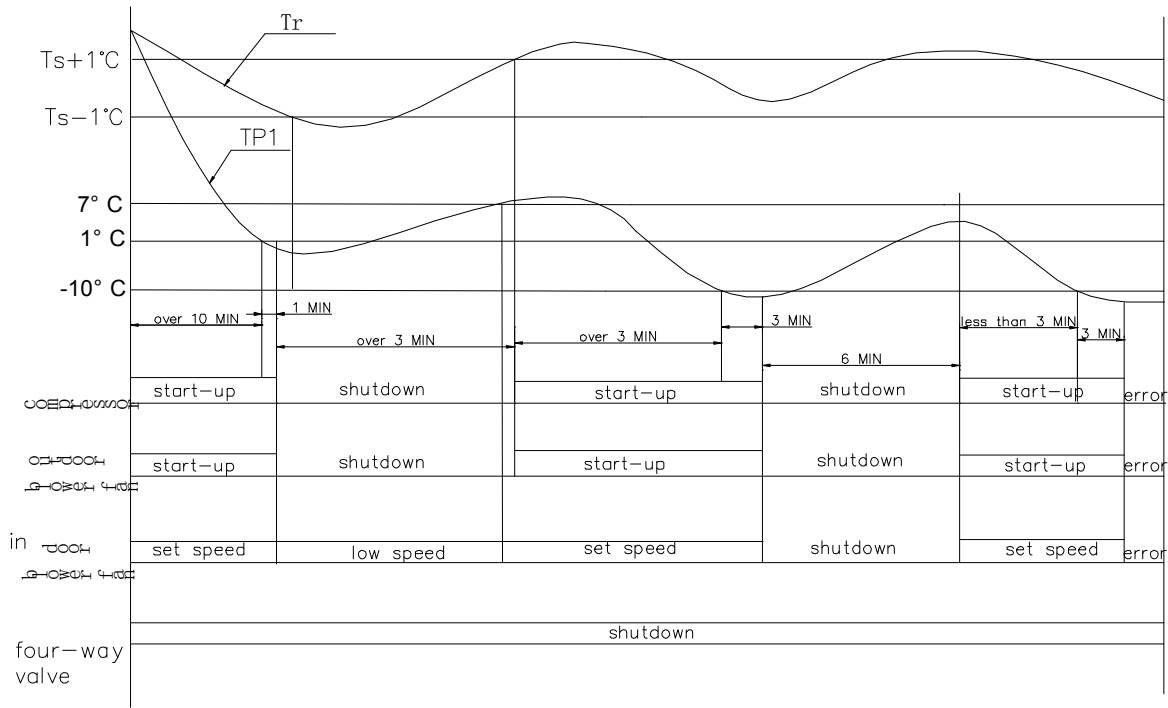 Tr
Ts+1°C
Ts−1°C
TP1
7° C
1° C
-10° C
1 MIN
over 10 MIN
3 MIN
less than 3 MIN
over 3 MIN
over 3 MIN
3 MIN
6 MIN
start-up
shutdown
start-up
shutdown
start-up
error
compressor
start-up
shutdown
start-up
shutdown
start-up
error
outdoor
blower fan
set speed
low speed
set speed
shutdown
set speed
error
in door
blower fan
shutdown
four-way
valve